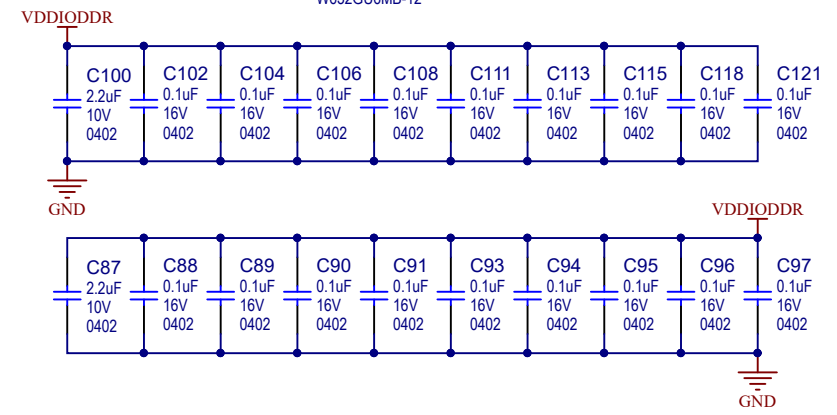 VDDIODDR
C100
2.2uF
10V
0402
C102
0.1uF
16V
0402
C104
0.1uF
16V
0402
C106
0.1uF
16V
0402
C108
0.1uF
16V
0402
C111
0.1uF
16V
0402
C113
0.1uF
16V
0402
C115
0.1uF
16V
0402
C118
0.1uF
16V
0402
C121
0.1uF
16V
0402
GND
VDDIODDR
C87
2.2uF
10V
0402
C88
0.1uF
16V
0402
C89
0.1uF
16V
0402
C90
0.1uF
16V
0402
C91
0.1uF
16V
0402
C93
0.1uF
16V
0402
C94
0.1uF
16V
0402
C95
0.1uF
16V
0402
C96
0.1uF
16V
0402
C97
0.1uF
16V
0402
GND